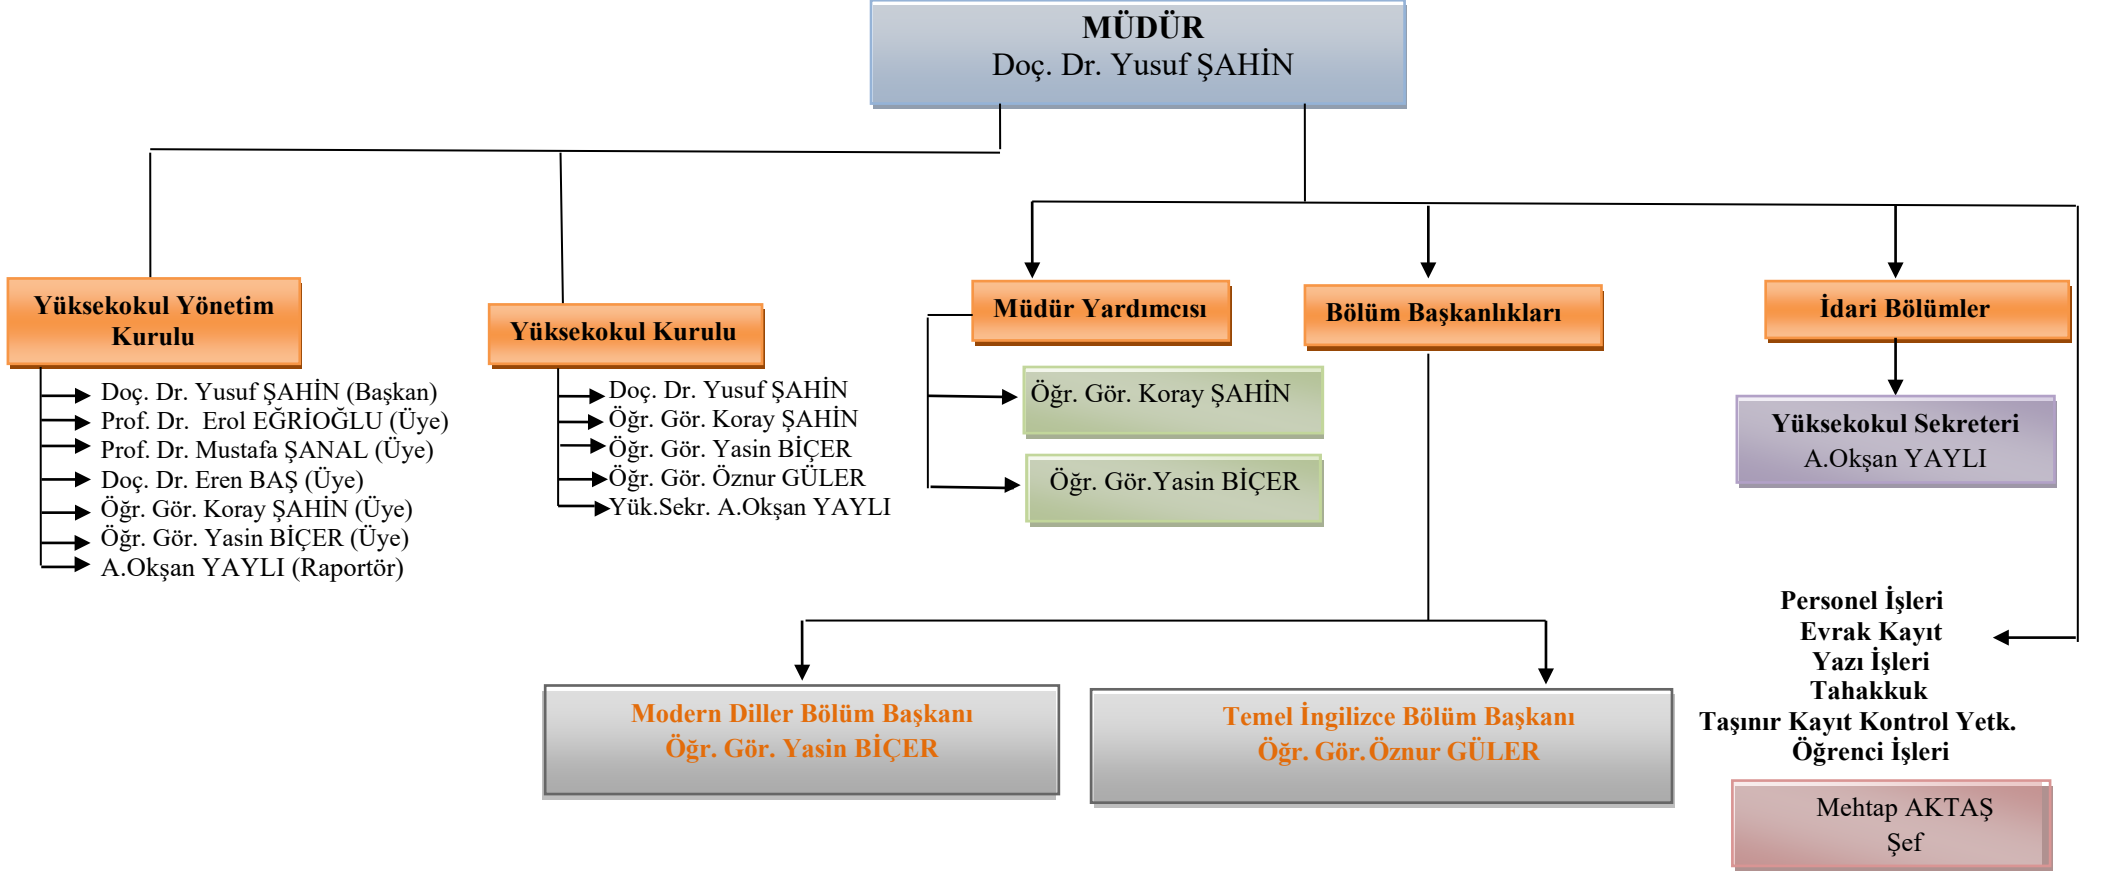 MÜDÜR
Doç. Dr. Yusuf ŞAHİN
Yüksekokul Yönetim
Kurulu
Doç. Dr. Yusuf ŞAHİN (Başkan)
Prof. Dr. Erol EĞRİOĞLU (Üye)
Prof. Dr. Mustafa ŞANAL (Üye)
Doç. Dr. Eren BAŞ (Üye)
Öğr. Gör. Koray ŞAHİN (Üye)
Öğr. Gör. Yasin BİÇER (Üye)
A.Okşan YAYLI (Raportör)
Yüksekokul Kurulu
Doç. Dr. Yusuf ŞAHİN
Öğr. Gör. Koray ŞAHİN
Öğr. Gör. Yasin BİÇER
Öğr. Gör. Öznur GÜLER
Yük.Sekr. A.Okşan YAYLI
Müdür Yardımcısı
Öğr. Gör. Koray ŞAHİN
Öğr. Gör.Yasin BİÇER
Bölüm Başkanlıkları
Modern Diller Bölüm Başkanı
Öğr. Gör. Yasin BİÇER
Temel İngilizce Bölüm Başkanı
Öğr. Gör. Öznur GÜLER
İdari Bölümler
Yüksekokul Sekreteri
A.Okşan YAYLI
Personel İşleri
Evrak Kayıt
Yazı İşleri
Tahakkuk
Taşınır Kayıt Kontrol Yetk.
Öğrenci İşleri
Mehtap AKTAŞ
Şef